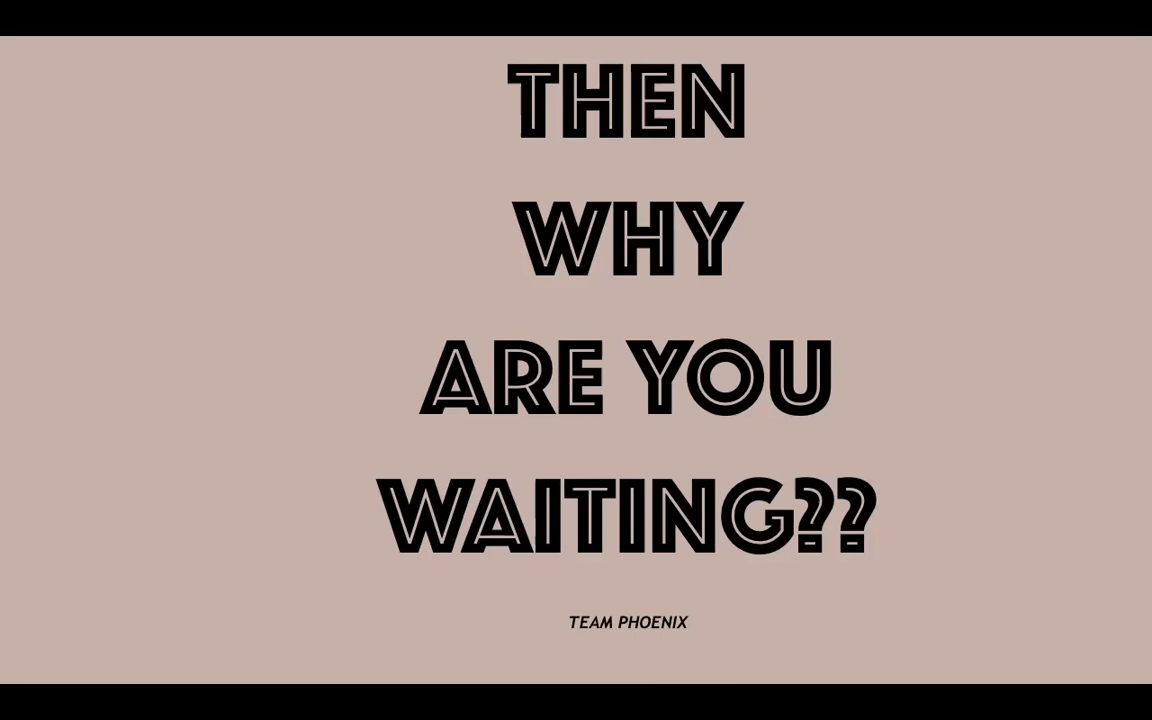 THEN
WHY
ARE YOU
WAITING??
TEAM PHOENIX